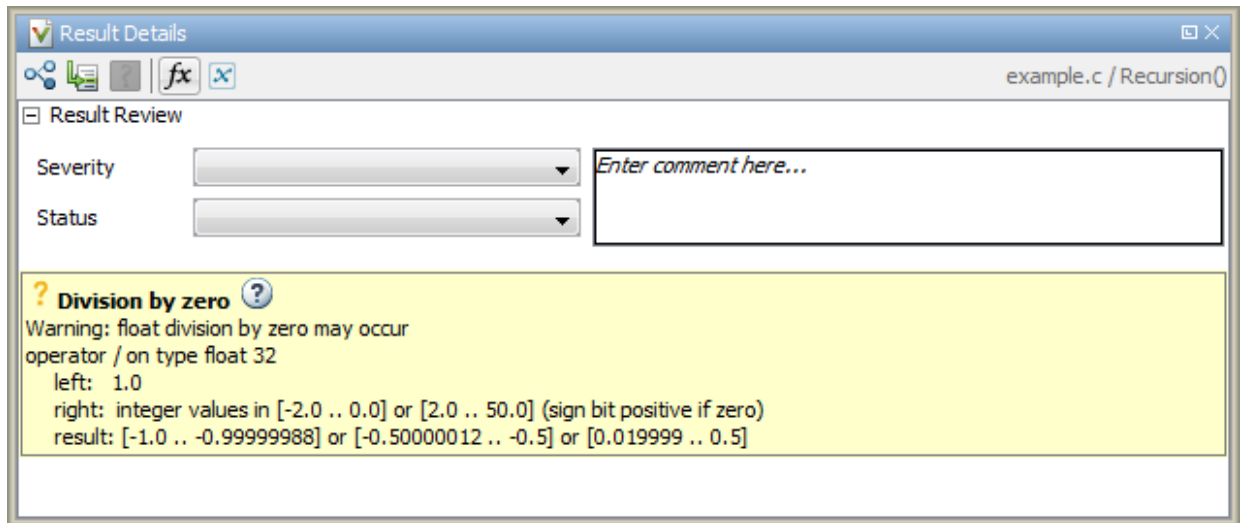 Result Details
fx x example.c / Recursion()
Result Review
Severity
Enter comment here...
Status
? Division by zero ?
Warning: float division by zero may occur
operator / on type float 32
left: 1.0
right: integer values in [-2.0 .. 0.0] or [2.0 .. 50.0] (sign bit positive if zero)
result: [-1.0 .. -0.99999988] or [-0.50000012 .. -0.5] or [0.019999 .. 0.5]